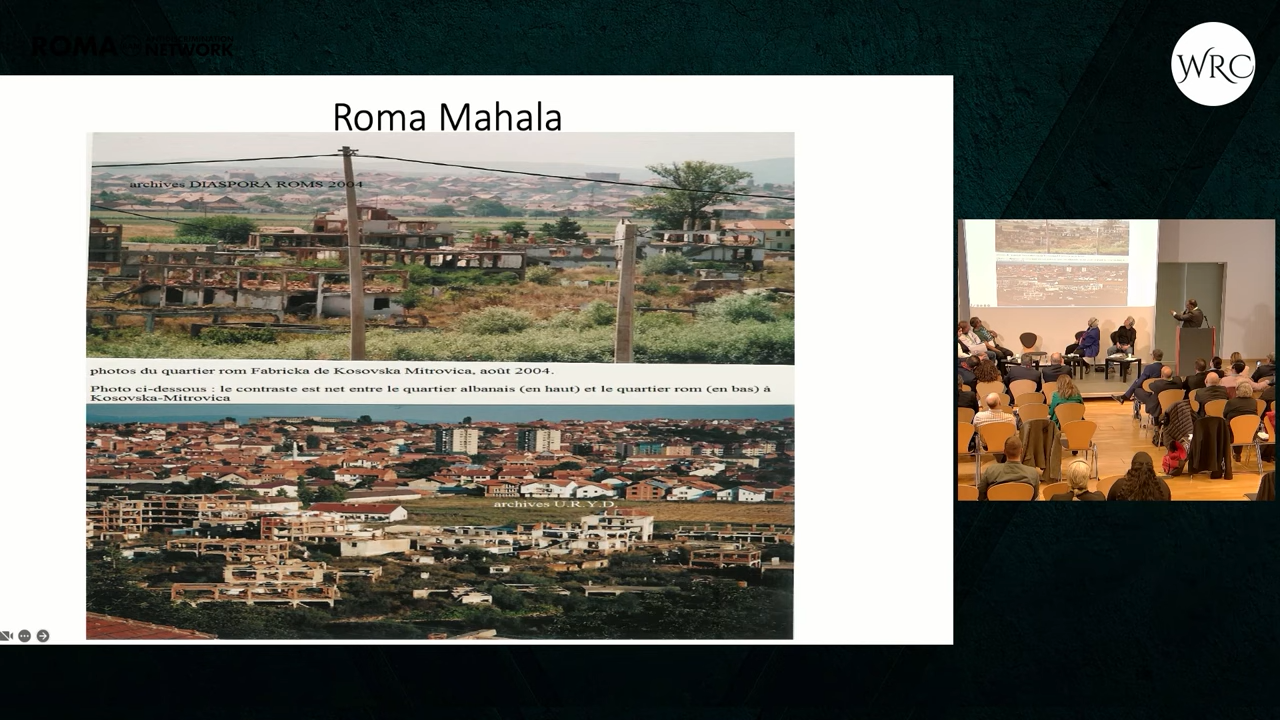 ROMA
NETWORK
WRC
Roma Mahala
archives DIASPORA ROMS 2004
photos du quartier rom Fabricka de Kosovska Mitrovica, août 2004.
Photo ci-dessous : le contraste est net entre le quartier albanais (en haut) et le quartier rom (en bas) à
Kosovska-Mitrovica
archives U.R.Y.D.